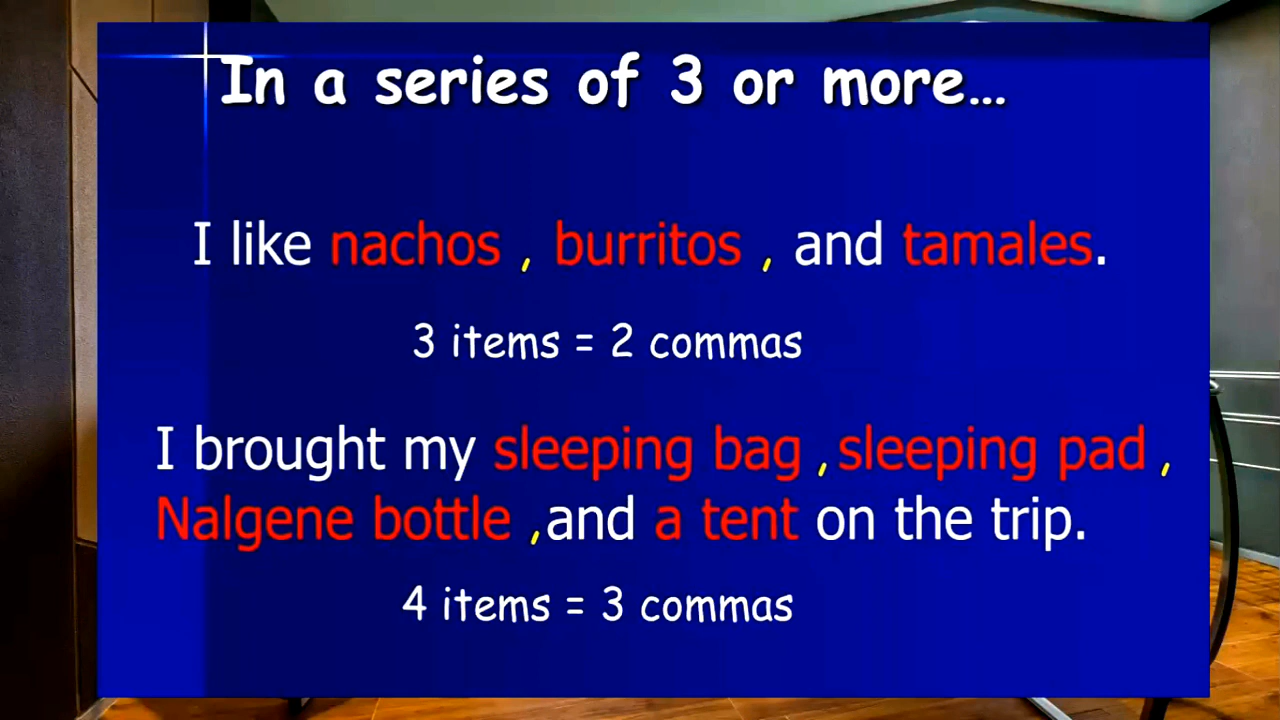 In a series of 3 or more...
I like nachos , burritos , and tamales.
3 items = 2 commas
I brought my sleeping bag ,sleeping pad ,
Nalgene bottle ,and a tent on the trip.
4 items = 3 commas